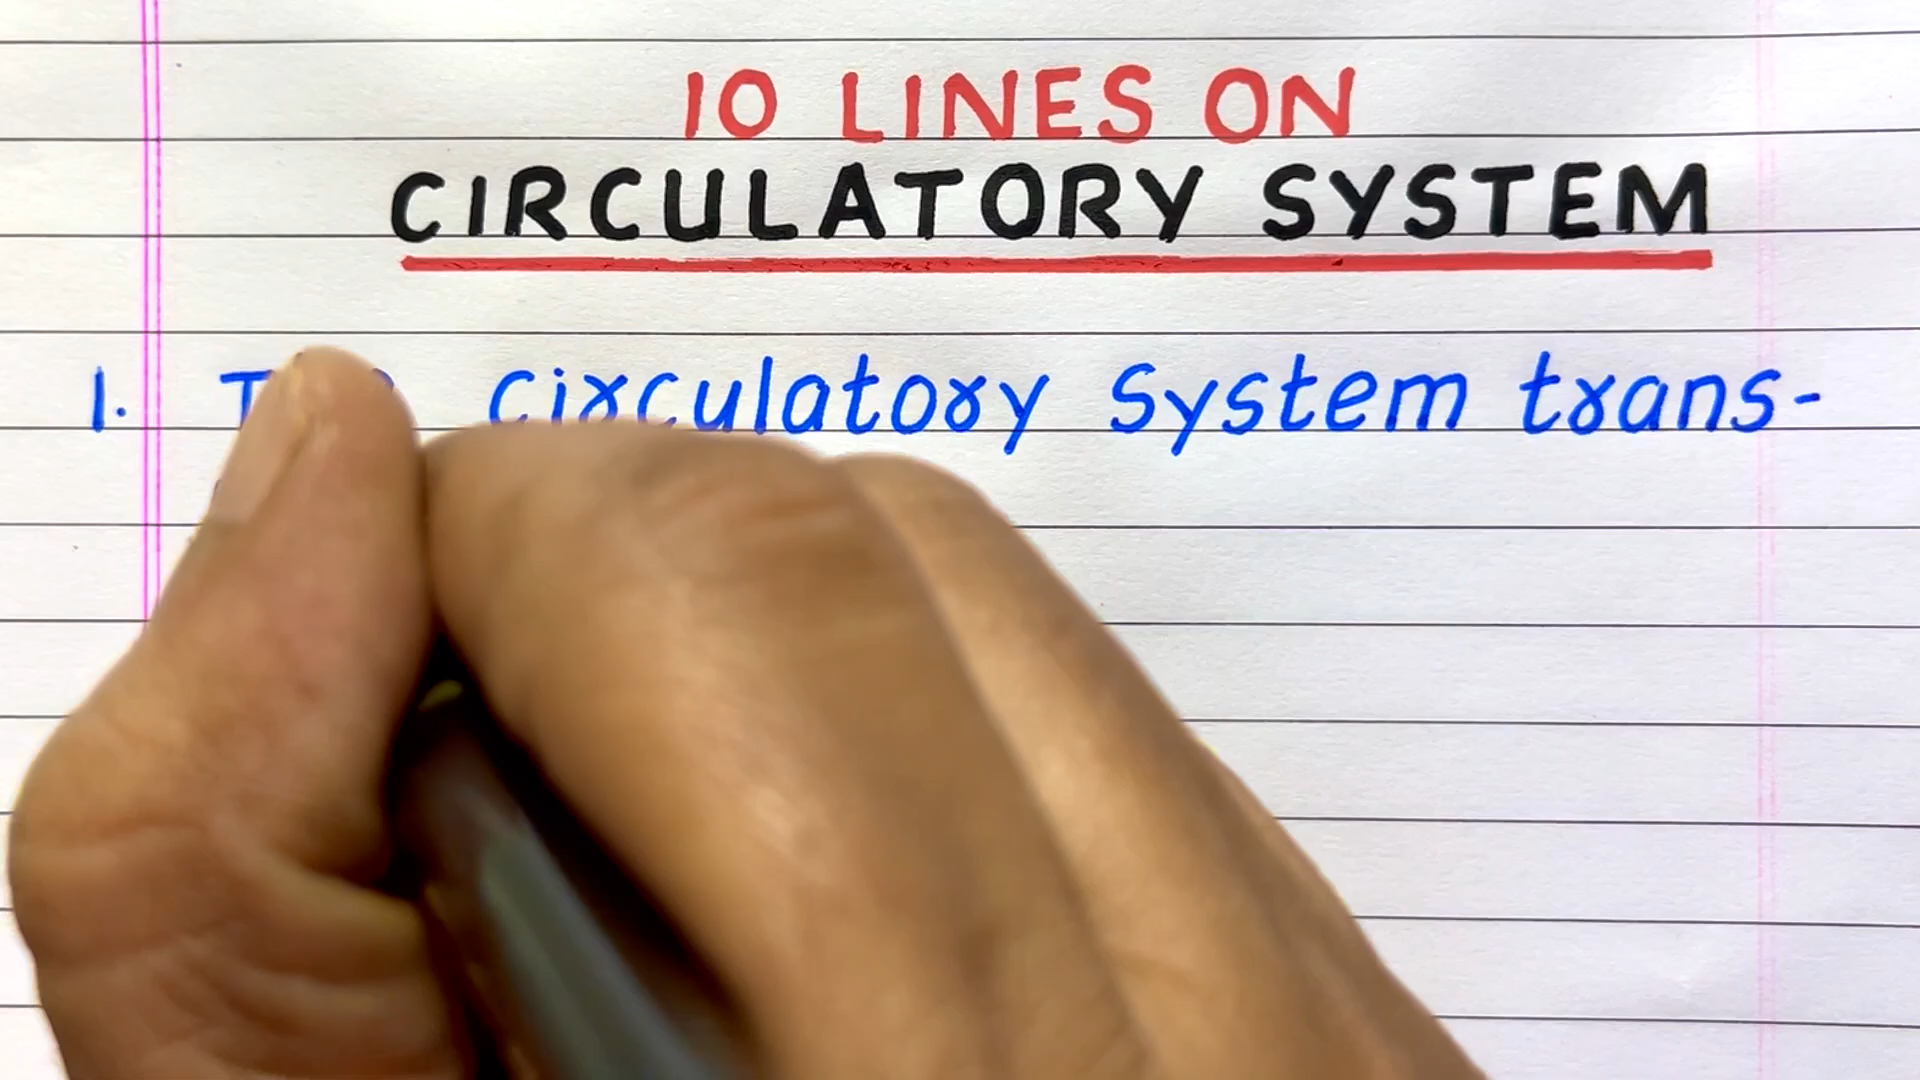 10 LINES ON
CIRCULATORY SYSTEM
1. circulatory system trans-